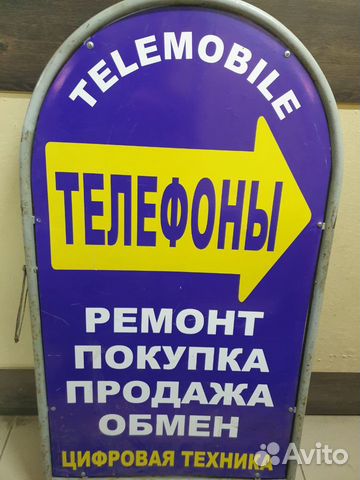 TELEMOBILE
ТЕЛЕФОНЫ
РЕМОНТ
ПОКУПКА
ПРОДАЖА
ОБМЕН
ЦИФРОВАЯ ТЕХНИКА
Avito